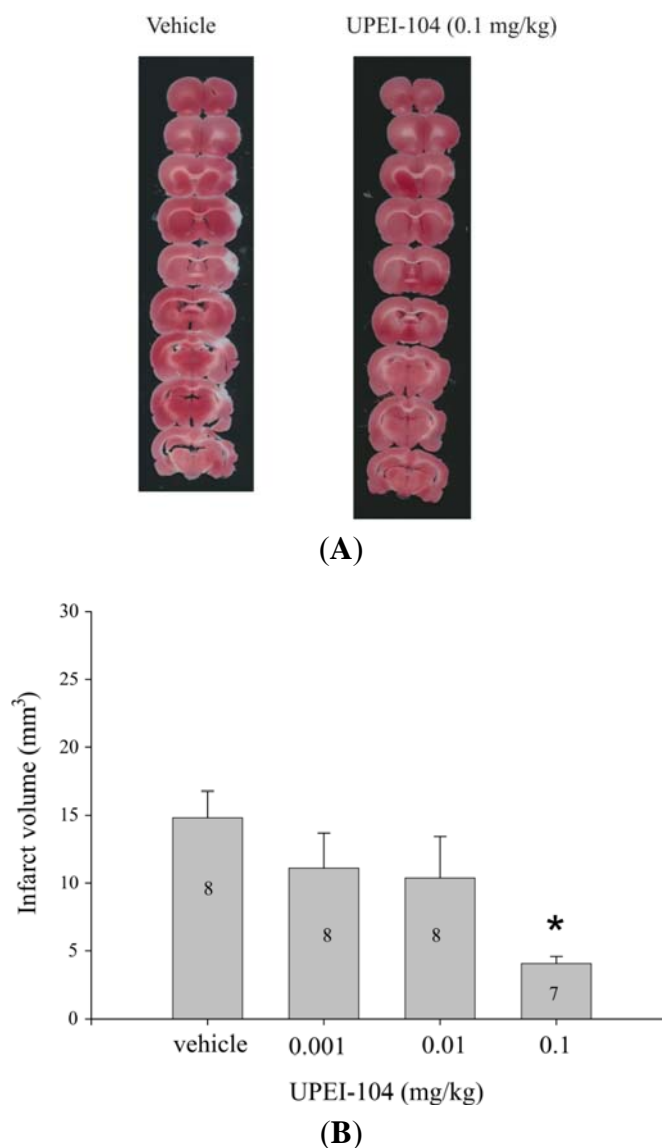 Vehicle
UPEI-104 (0.1 mg/kg)
(A)
30
25
20
15
10
5
0
Infarct volume (mm³)
8
8
8
*
7
vehicle
0.001
0.01
0.1
UPEI-104 (mg/kg)
(B)